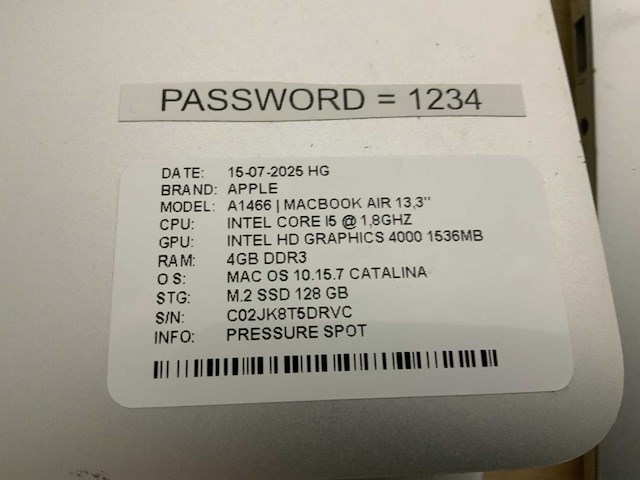 PASSWORD = 1234
DATE: 15-07-2025 HG
BRAND: APPLE
MODEL: A1466 | MACBOOK AIR 13,3"
CPU: INTEL CORE I5 @ 1,8GHZ
GPU: INTEL HD GRAPHICS 4000 1536MB
RAM: 4GB DDR3
OS: MAC OS 10.15.7 CATALINA
STG: M.2 SSD 128 GB
S/N: C02JK8T5DRVC
INFO: PRESSURE SPOT